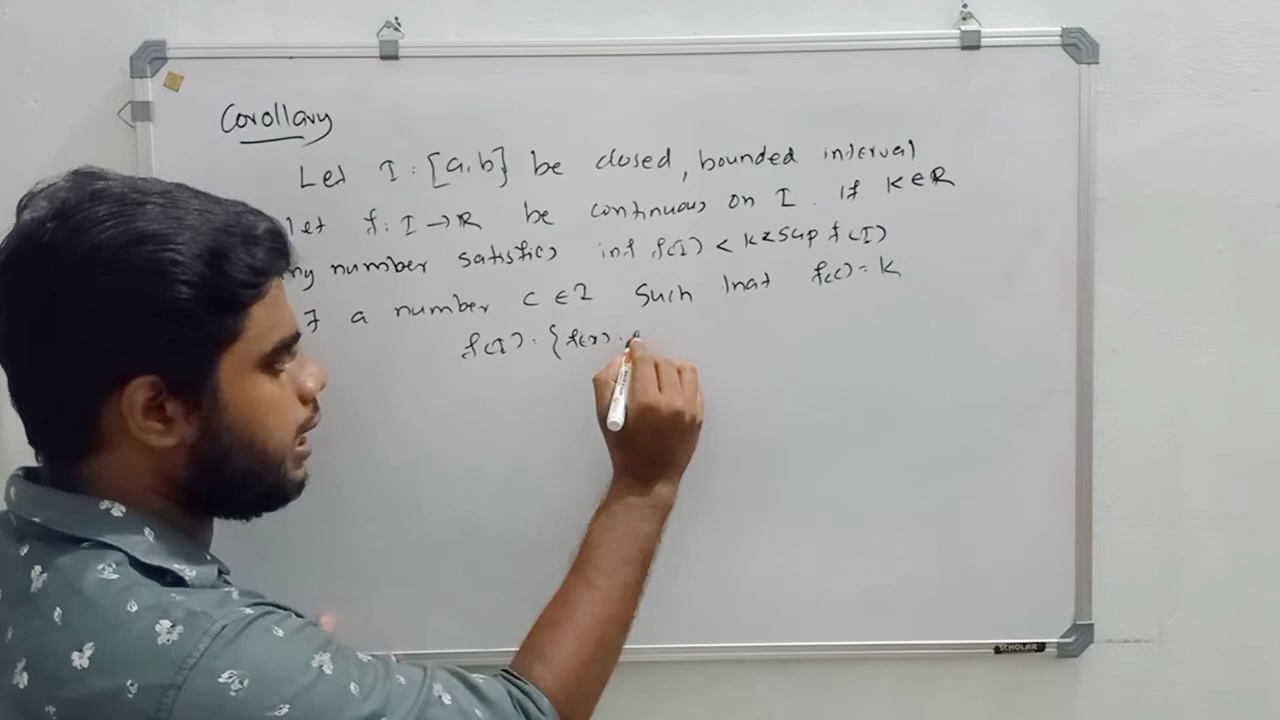 Corollary
Let I : [a,b] be closed, bounded interval
let f : I → R be continuous on I. If k ∈ R
ny number satisfies inf f(I) < k < sup f(I)
∃ a number c ∈ I such that f(c) = k
f(I) : { f(x) :
SCHOLAR